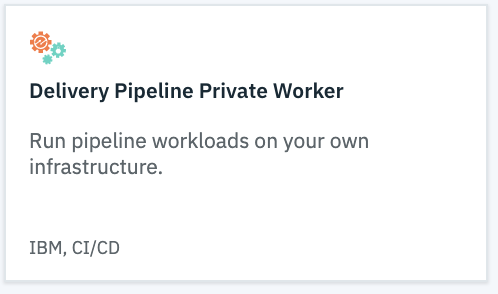 Delivery Pipeline Private Worker
Run pipeline workloads on your own
infrastructure.
IBM, CI/CD